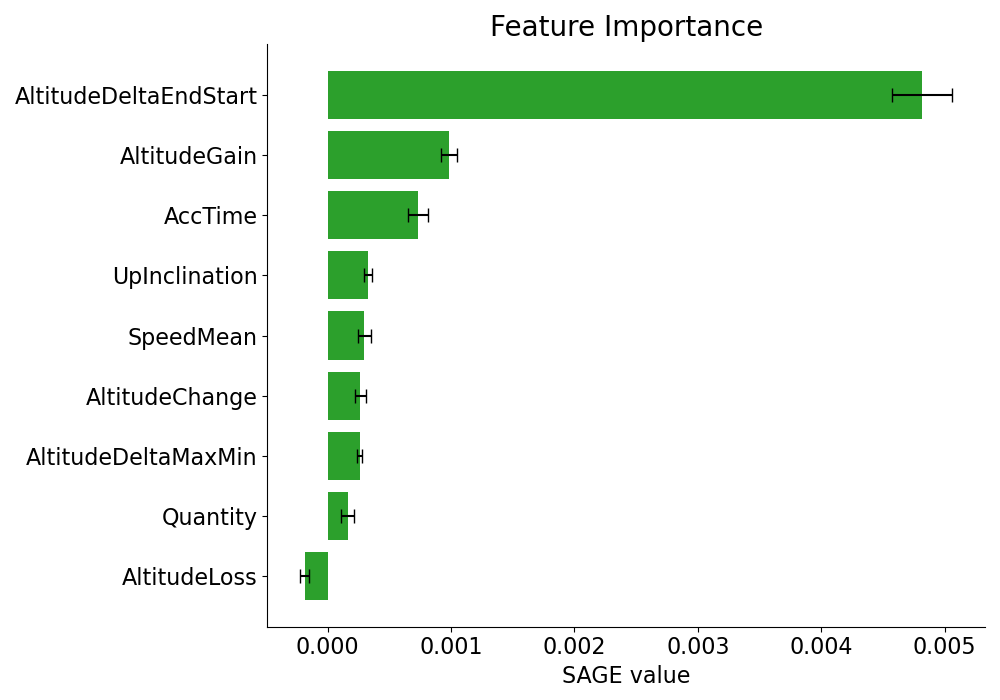 Feature Importance
AltitudeDeltaEndStart
AltitudeGain
AccTime
UpInclination
SpeedMean
AltitudeChange
AltitudeDeltaMaxMin
Quantity
AltitudeLoss
0.000 0.001 0.002 0.003 0.004 0.005
SAGE value